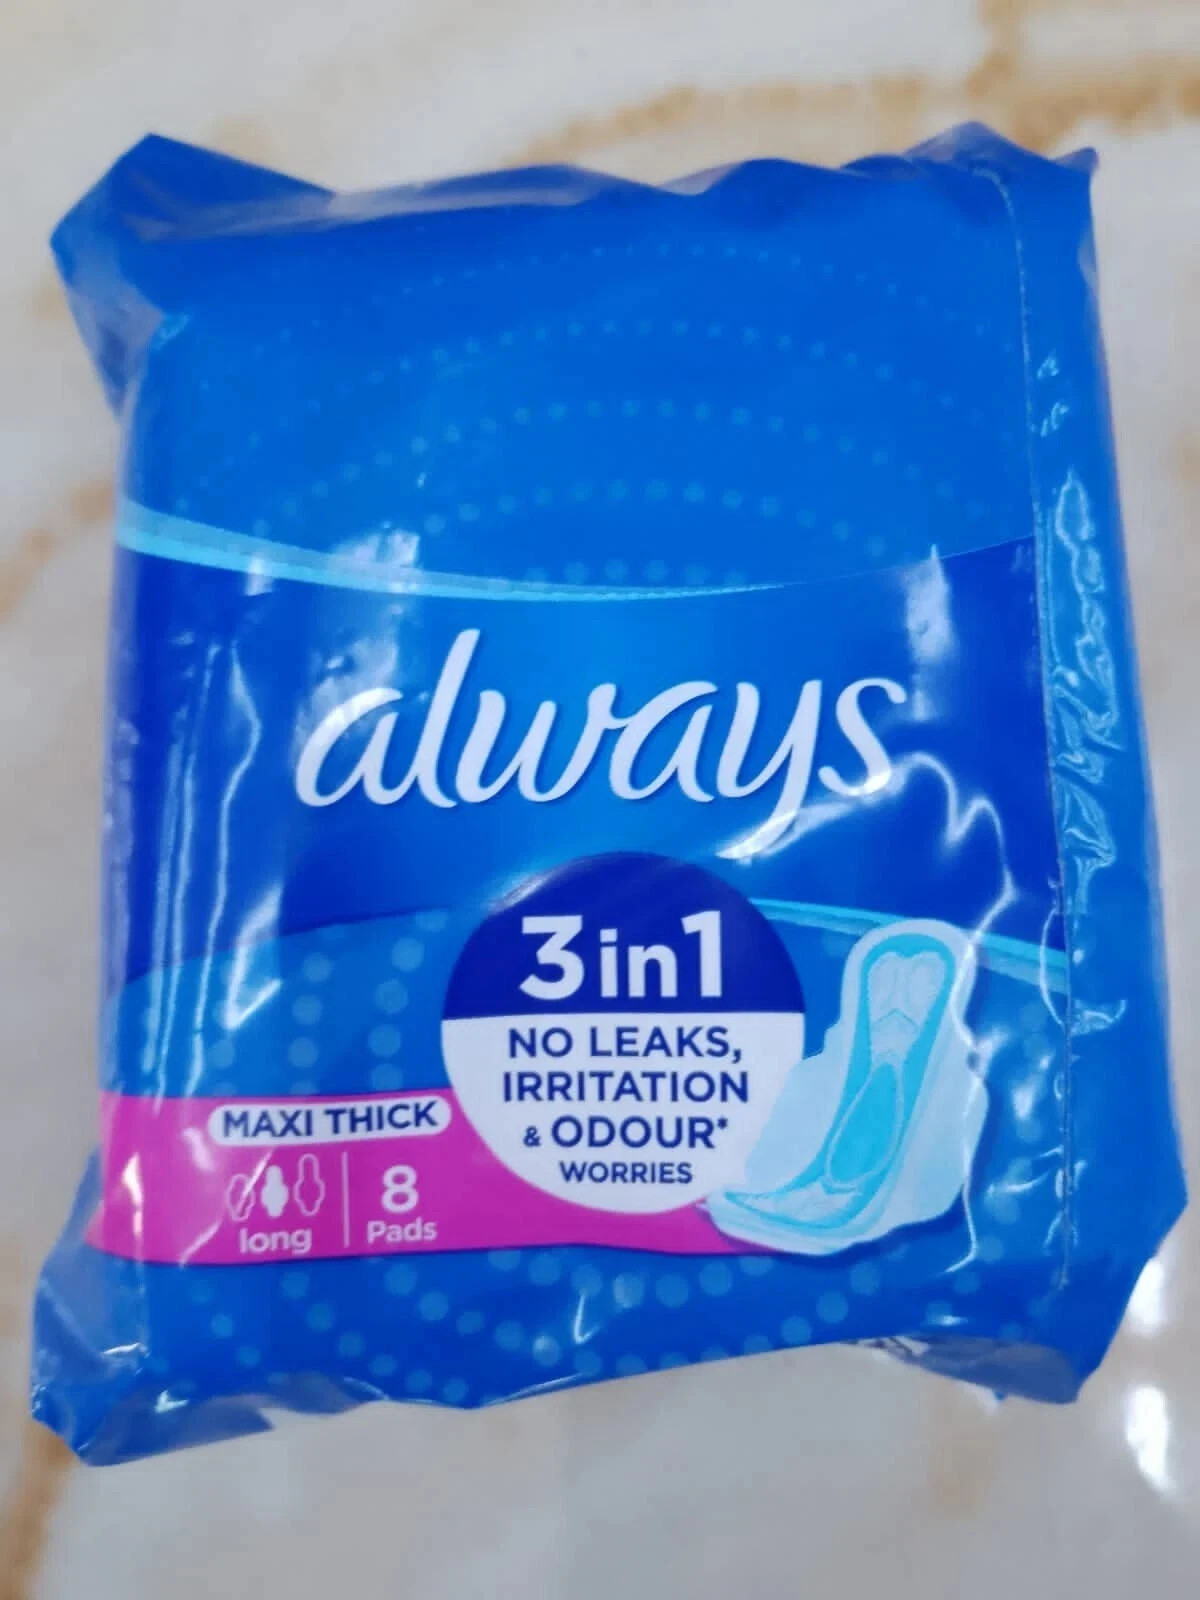 always
3in1
NO LEAKS,
IRRITATION
& ODOUR*
WORRIES
MAXI THICK
long
8
Pads